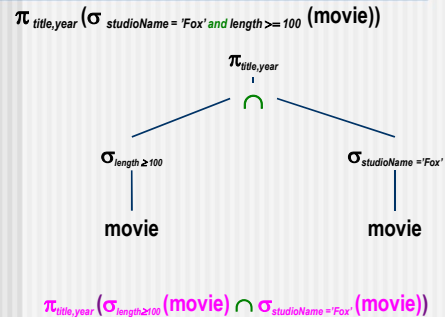 π title,year (σ studioName = 'Fox' and length >= 100 (movie))
π title,year
∩
σ length ≥100 σ studioName ='Fox'
movie movie
π title,year (σ length≥100 (movie) ∩ σ studioName ='Fox' (movie))